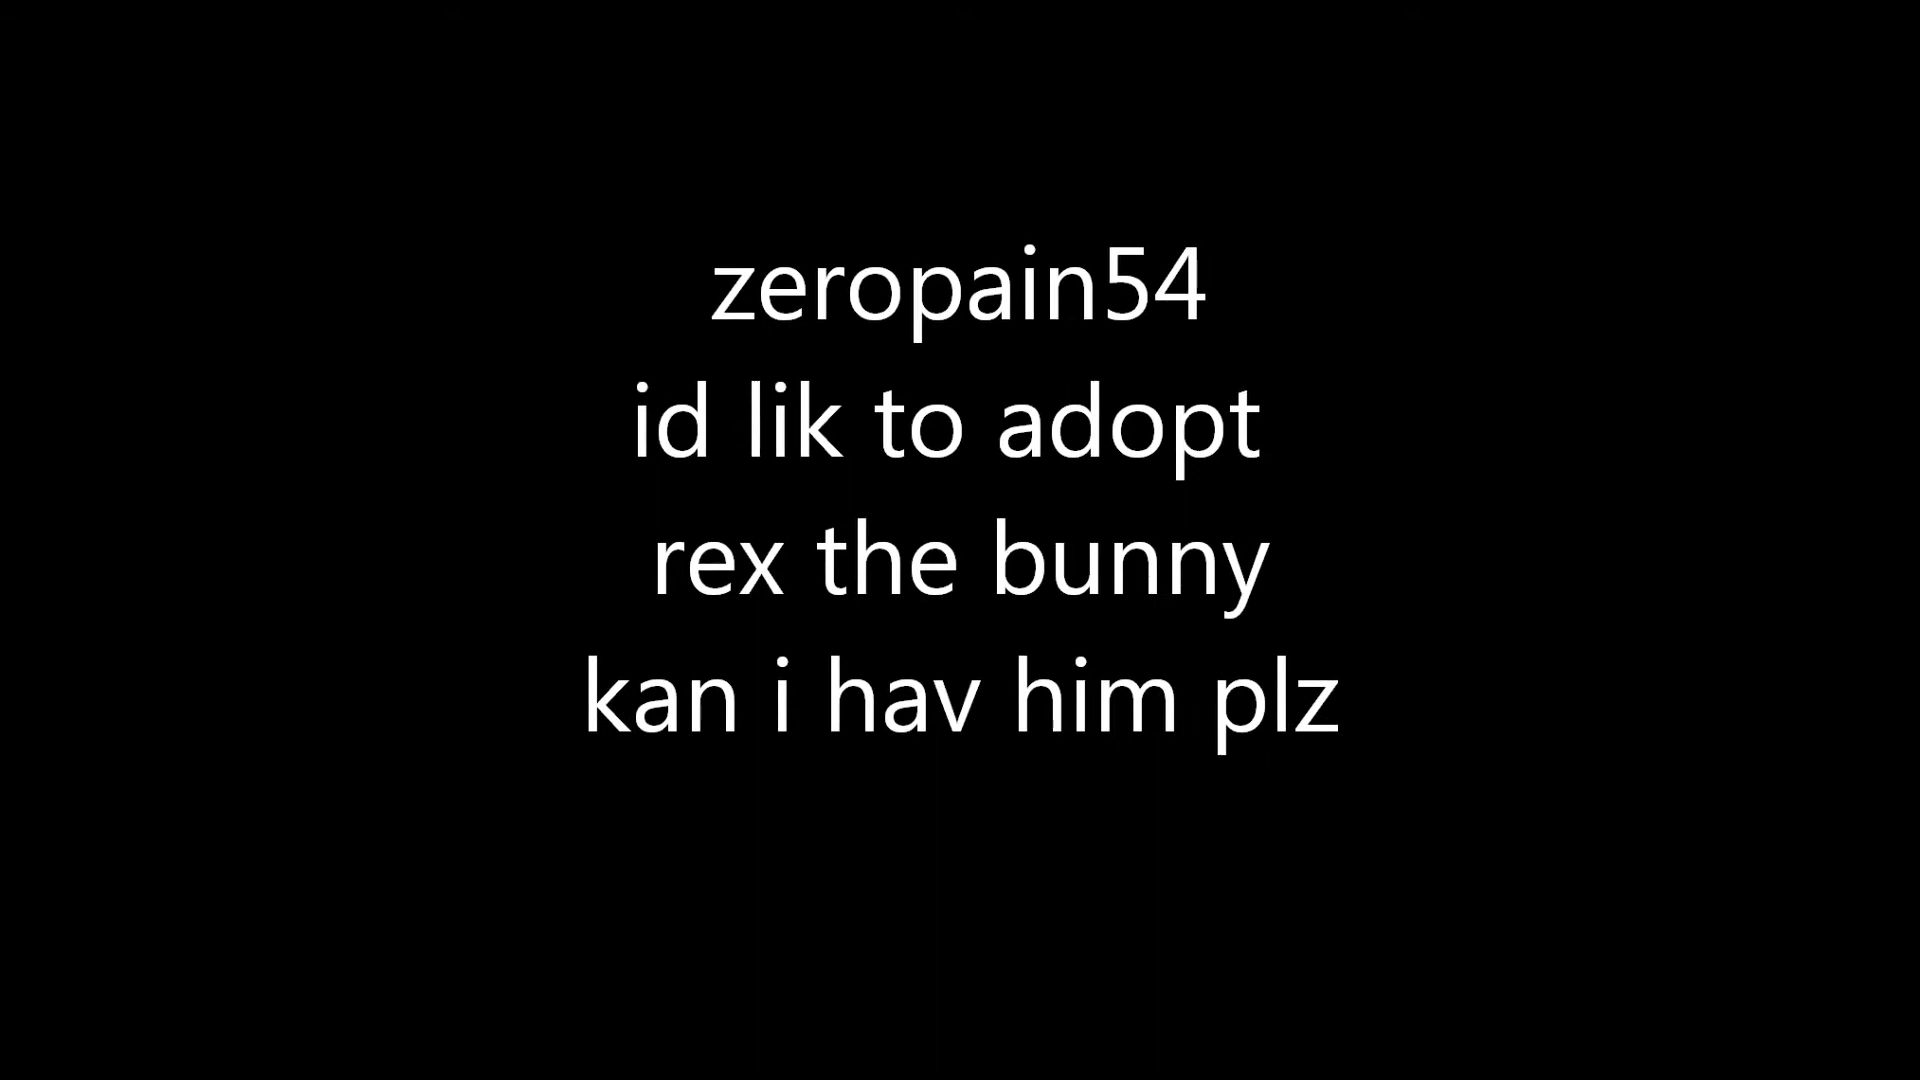 zeropain54
id lik to adopt
rex the bunny
kan i hav him plz